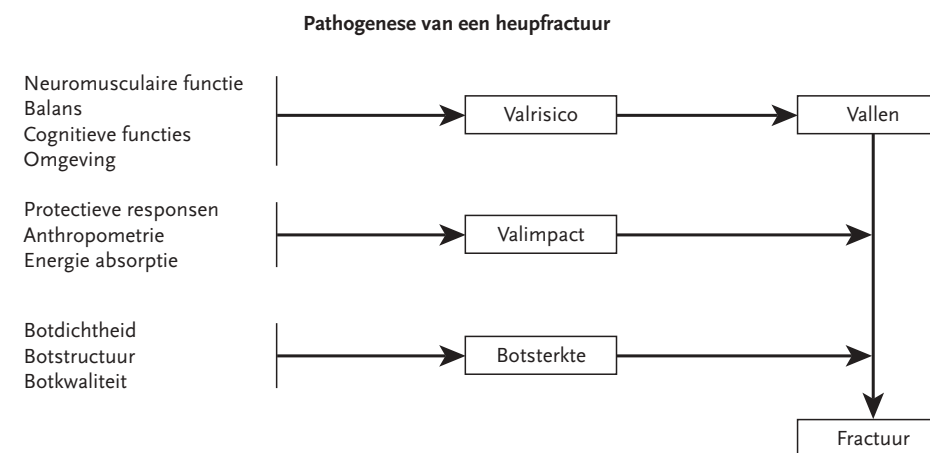 Pathogenese van een heupfractuur
Neuromusculaire functie
Balans
Cognitieve functies
Omgeving
Valrisico
Vallen
Protectieve responsen
Anthropometrie
Energie absorptie
Valimpact
Botdichtheid
Botstructuur
Botkwaliteit
Botsterkte
Fractuur